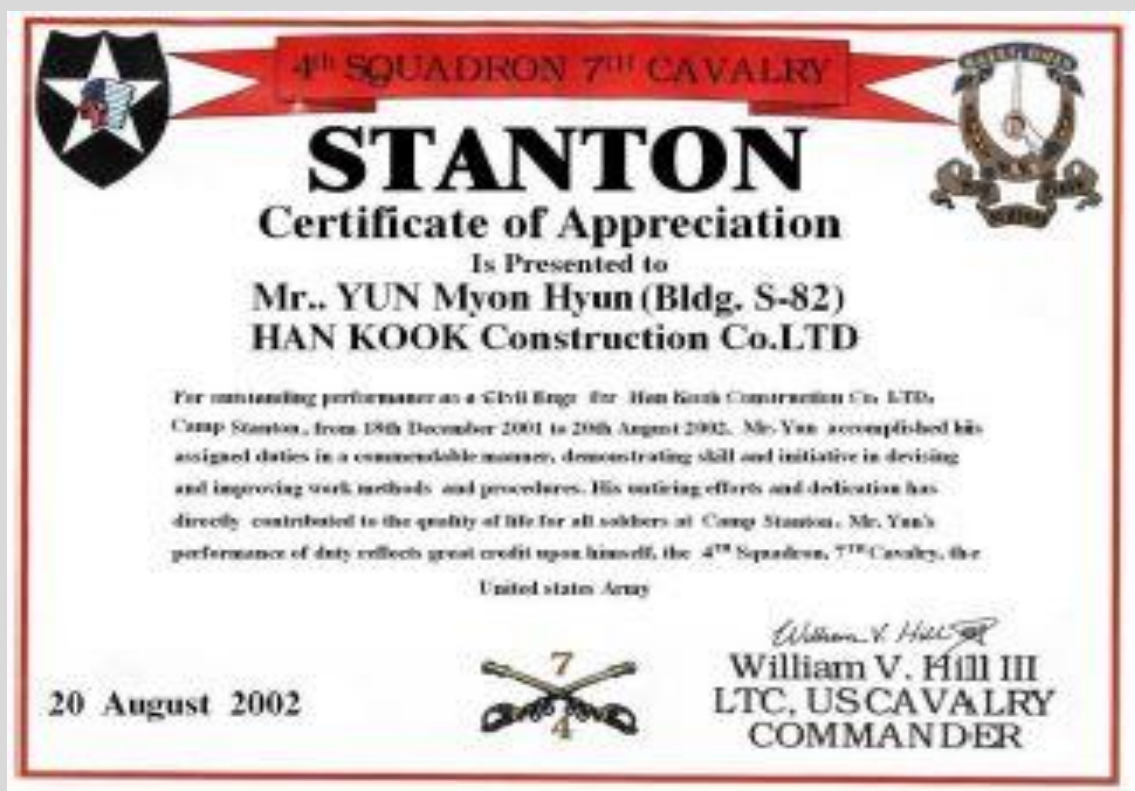 4th SQUADRON 7TH CAVALRY
STANTON
Certificate of Appreciation
Is Presented to
Mr.. YUN Myon Hyun (Bldg. S-82)
HAN KOOK Construction Co.LTD
For outstanding performance as a Civil Enge for Han Kook Construction Co, LTD,
Camp Stanton, from 18th December 2001 to 20th August 2002. Mr. Yun accomplished his
assigned duties in a commendable manner, demonstrating skill and initiative in devising
and improving work methods and procedures. His untiring efforts and dedication has
directly contributed to the quality of life for all soldiers at Camp Stanton. Mr. Yun's
performance of duty reflects great credit upon himself, the 4TH Squadron, 7TH Cavalry, the
United states Army
7
4
20 August 2002
William V. Hill III
William V. Hill III
LTC, US CAVALRY
COMMANDER